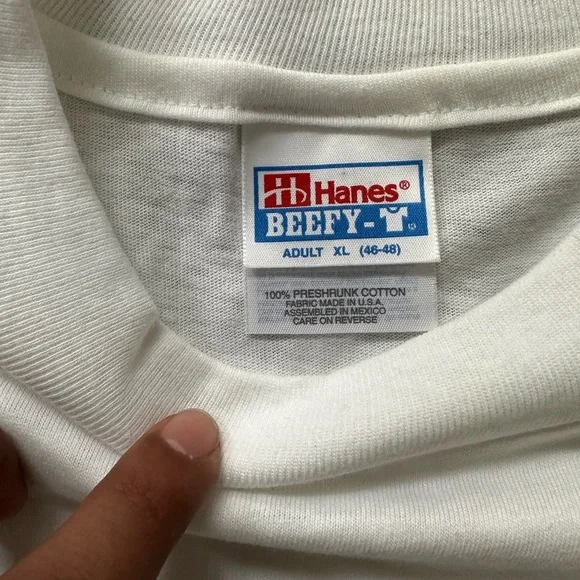 Hanes®
BEEFY-
ADULT XL (46-48)
100% PRESHRUNK COTTON
FABRIC MADE IN U.S.A.
ASSEMBLED IN MEXICO
CARE ON REVERSE